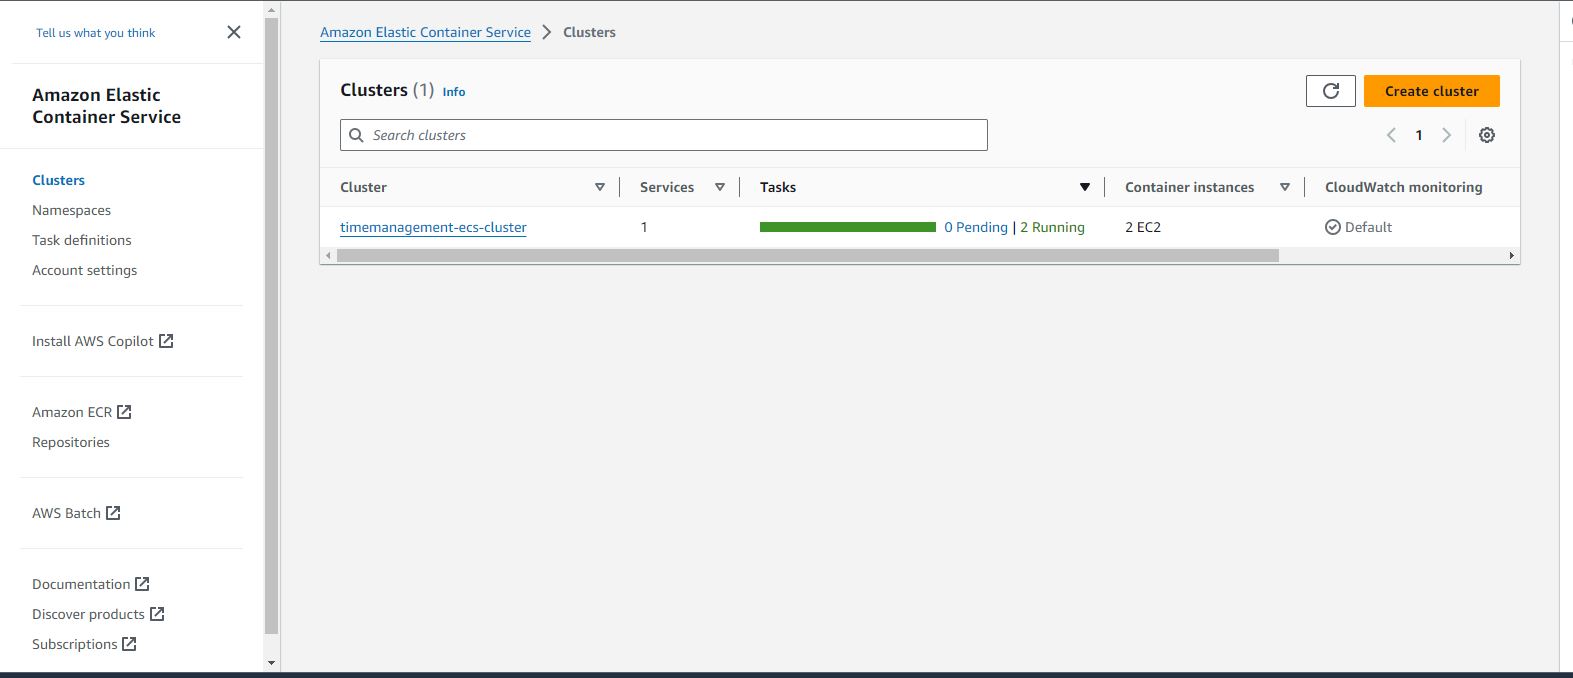 Tell us what you think
Amazon Elastic
Container Service
Clusters
Namespaces
Task definitions
Account settings
Install AWS Copilot
Amazon ECR
Repositories
AWS Batch
Documentation
Discover products
Subscriptions
Amazon Elastic Container Service > Clusters
Clusters (1) Info
Create cluster
Search clusters
1
Cluster Services Tasks Container instances CloudWatch monitoring
timemanagement-ecs-cluster 1 0 Pending | 2 Running 2 EC2 Default